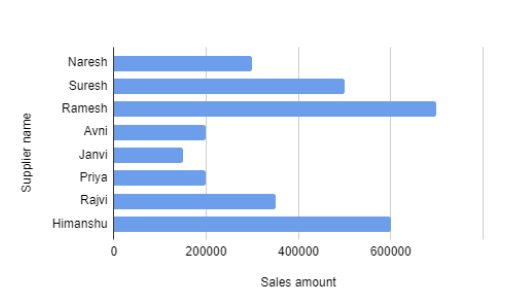 Naresh
Suresh
Ramesh
Avni
Janvi
Priya
Rajvi
Himanshu
Supplier name
0 200000 400000 600000
Sales amount